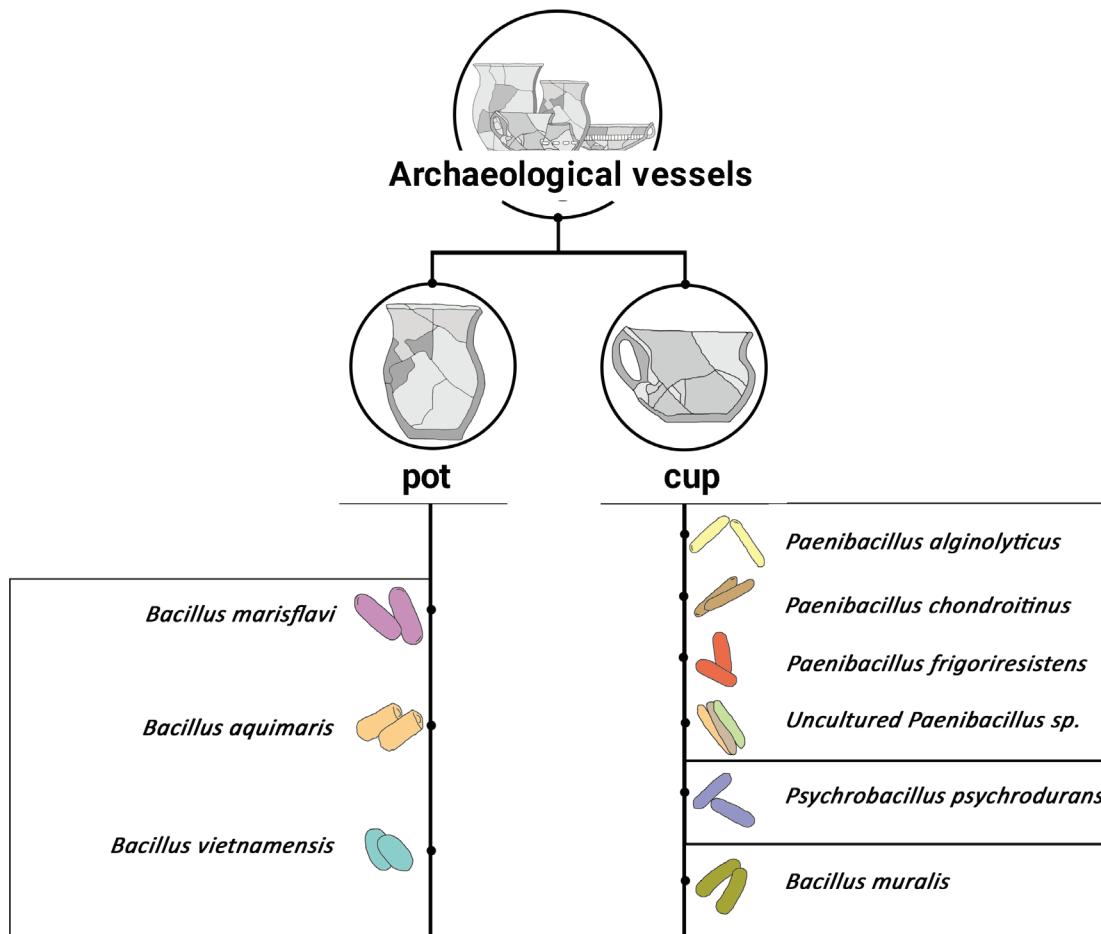 Archaeological vessels
pot
cup
Bacillus marisflavi
Bacillus aquimaris
Bacillus vietnamensis
Paenibacillus alginolyticus
Paenibacillus chondroitinus
Paenibacillus frigoriresistens
Uncultured Paenibacillus sp.
Psychrobacillus psychrodurans
Bacillus muralis